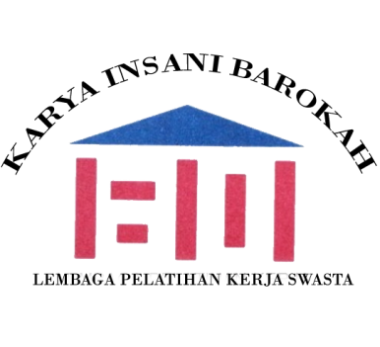 KARYA INSANI BAROKAH
LEMBAGA PELATIHAN KERJA SWASTA